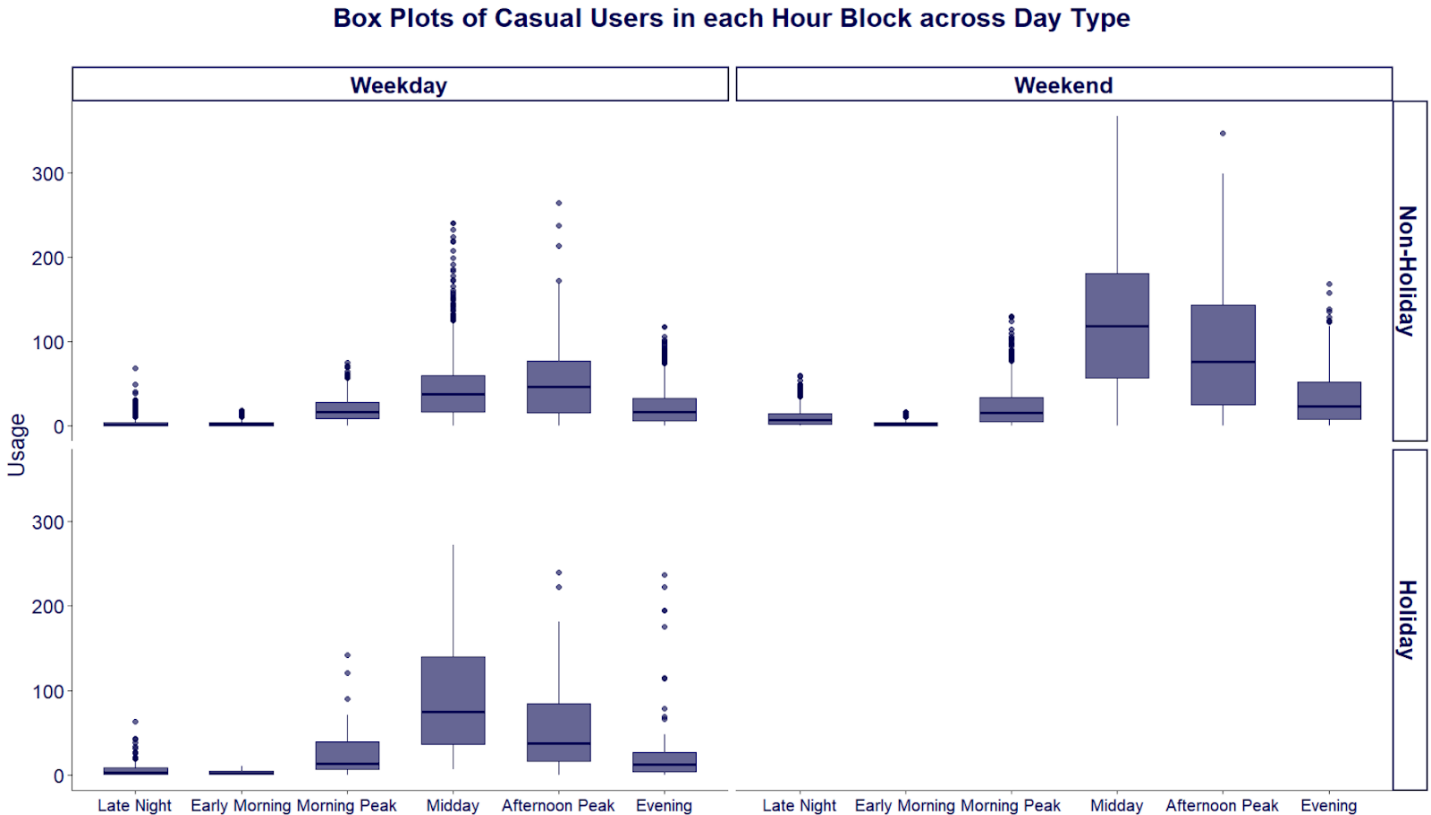 Box Plots of Casual Users in each Hour Block across Day Type
Weekday
Weekend
300
200
100
0
Non-Holiday
Usage
300
200
100
0
Holiday
Late Night Early Morning Morning Peak Midday Afternoon Peak Evening
Late Night Early Morning Morning Peak Midday Afternoon Peak Evening